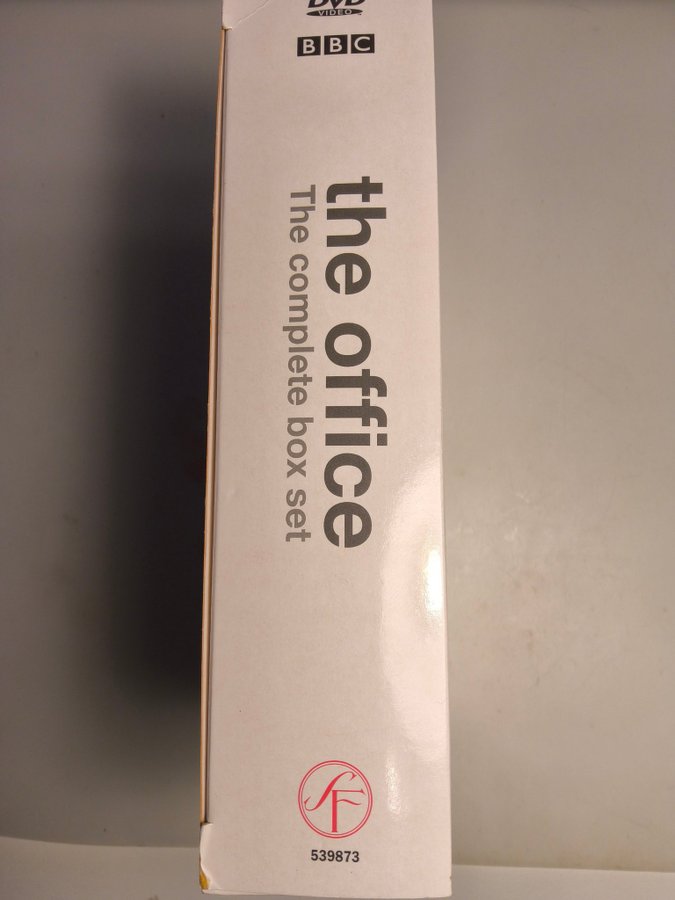 DVD
VIDEO
BBC
the office
The complete box set
SF
539873